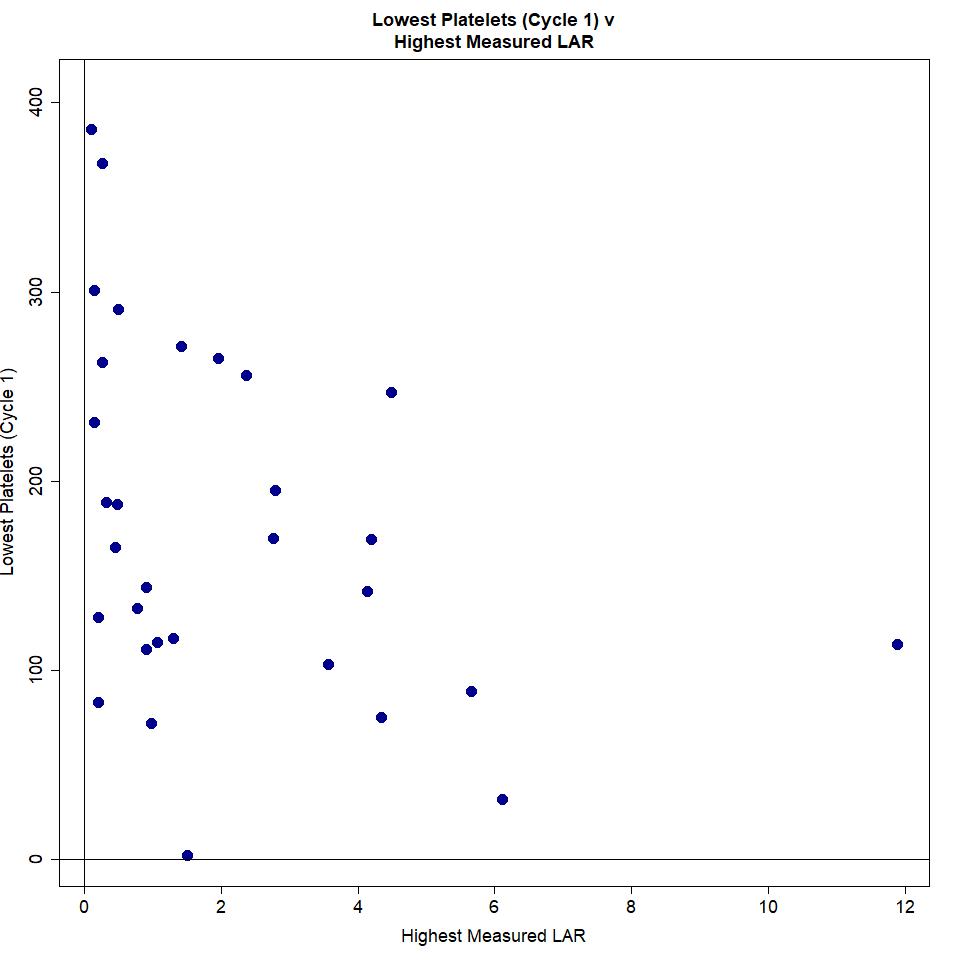 Lowest Platelets (Cycle 1) v
Highest Measured LAR
Lowest Platelets (Cycle 1)
400
300
200
100
0
0 2 4 6 8 10 12
Highest Measured LAR